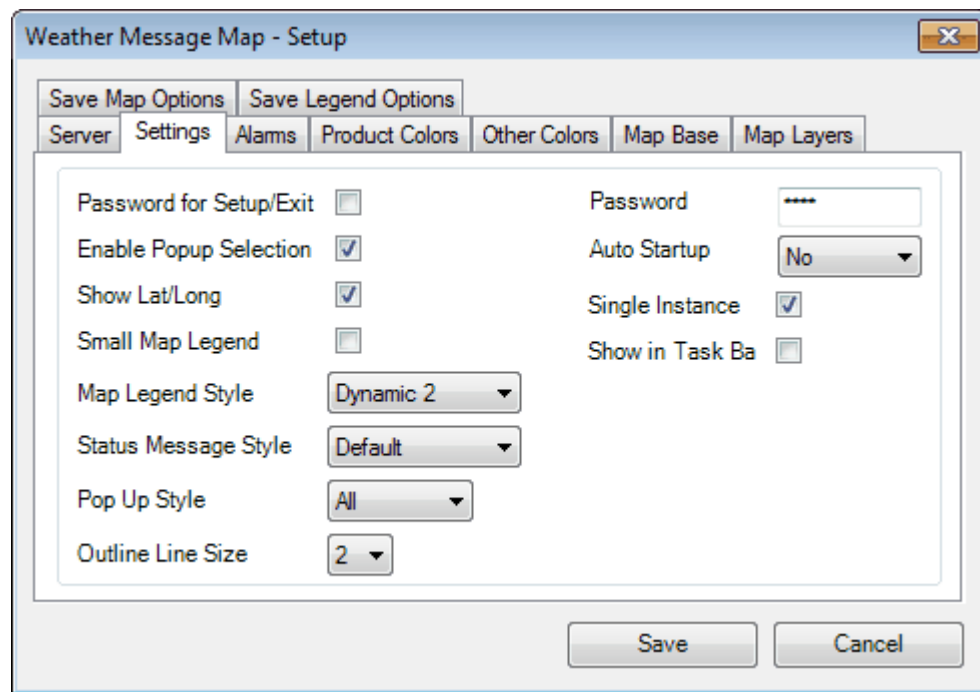 Weather Message Map - Setup
Save Map Options Save Legend Options
Server Settings Alarms Product Colors Other Colors Map Base Map Layers
Password for Setup/Exit Password ****
Enable Popup Selection Auto Startup No
Show Lat/Long Single Instance
Small Map Legend Show in Task Ba
Map Legend Style Dynamic 2
Status Message Style Default
Pop Up Style All
Outline Line Size 2
Save Cancel